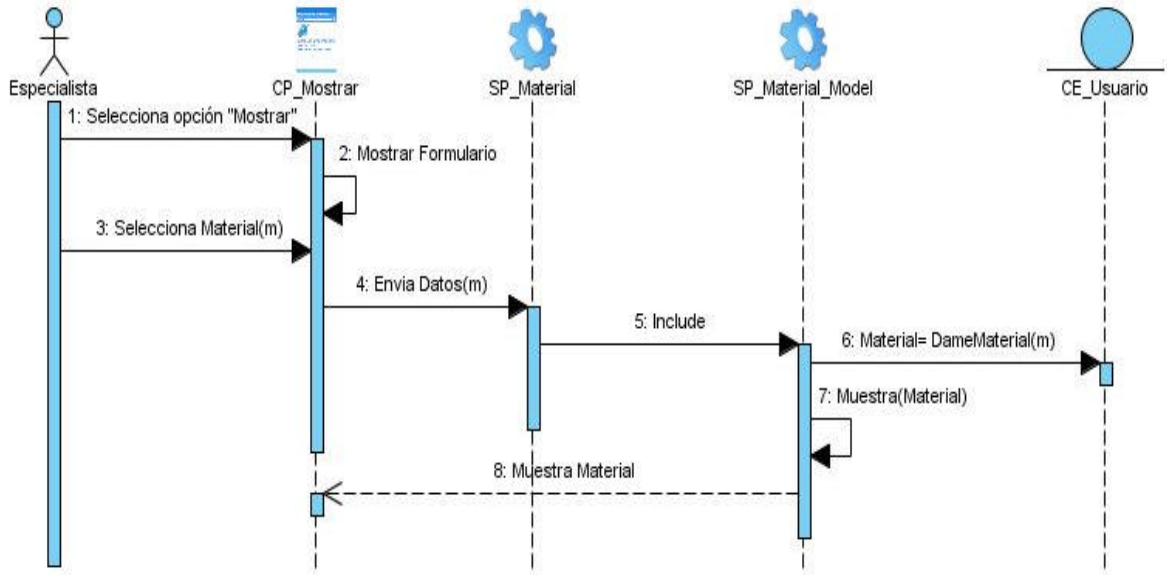 Especialista
CP_Mostrar
SP_Material
SP_Material_Model
CE_Usuario
1: Selecciona opción "Mostrar"
2: Mostrar Formulario
3: Selecciona Material(m)
4: Envia Datos(m)
5: Include
6: Material= DameMaterial(m)
7: Muestra(Material)
8: Muestra Material